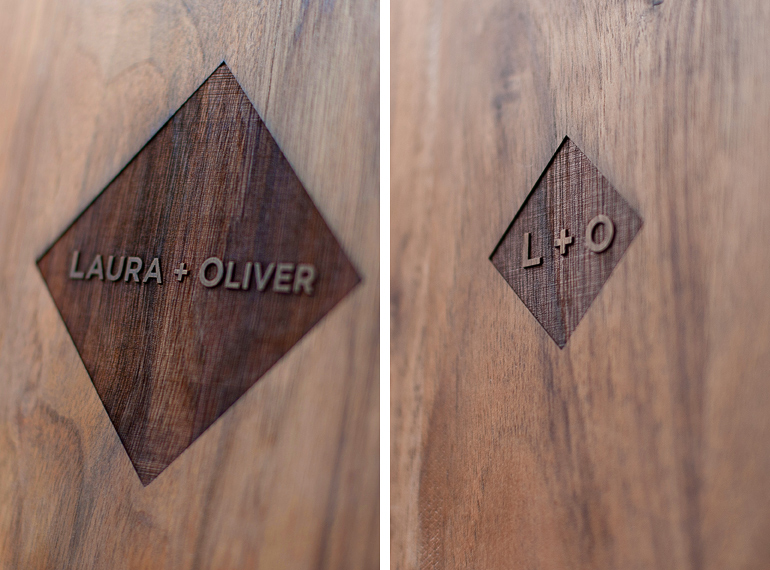 LAURA + OLIVER
L + O